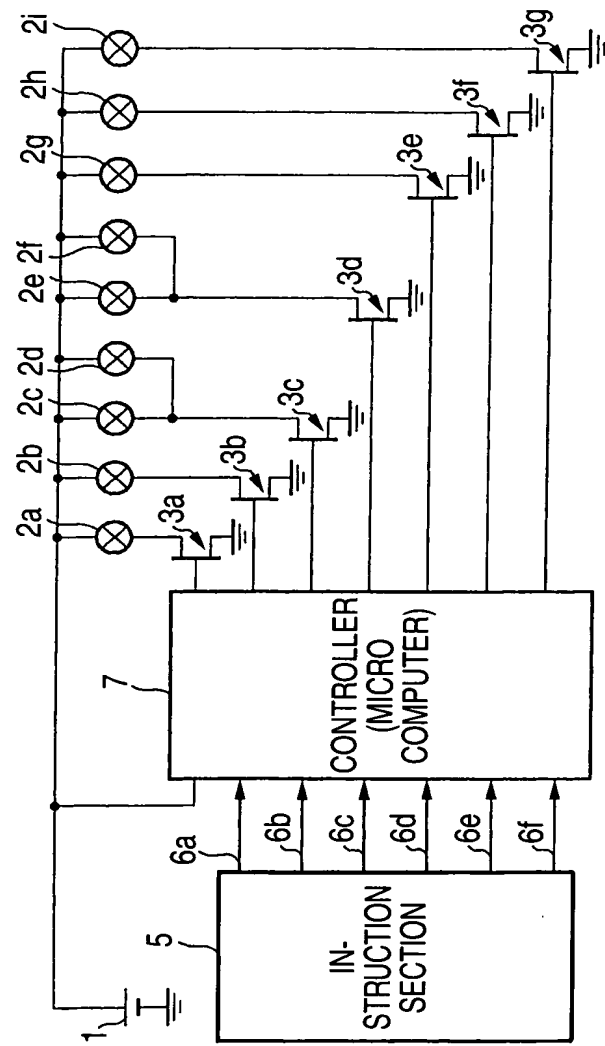 1
2a
2b
2c
2d
2e
2f
2g
2h
2i
3a
3b
3c
3d
3e
3f
3g
7
CONTROLLER
(MICRO
COMPUTER)
6a
6b
6c
6d
6e
6f
5
IN-
STRUCTION
SECTION